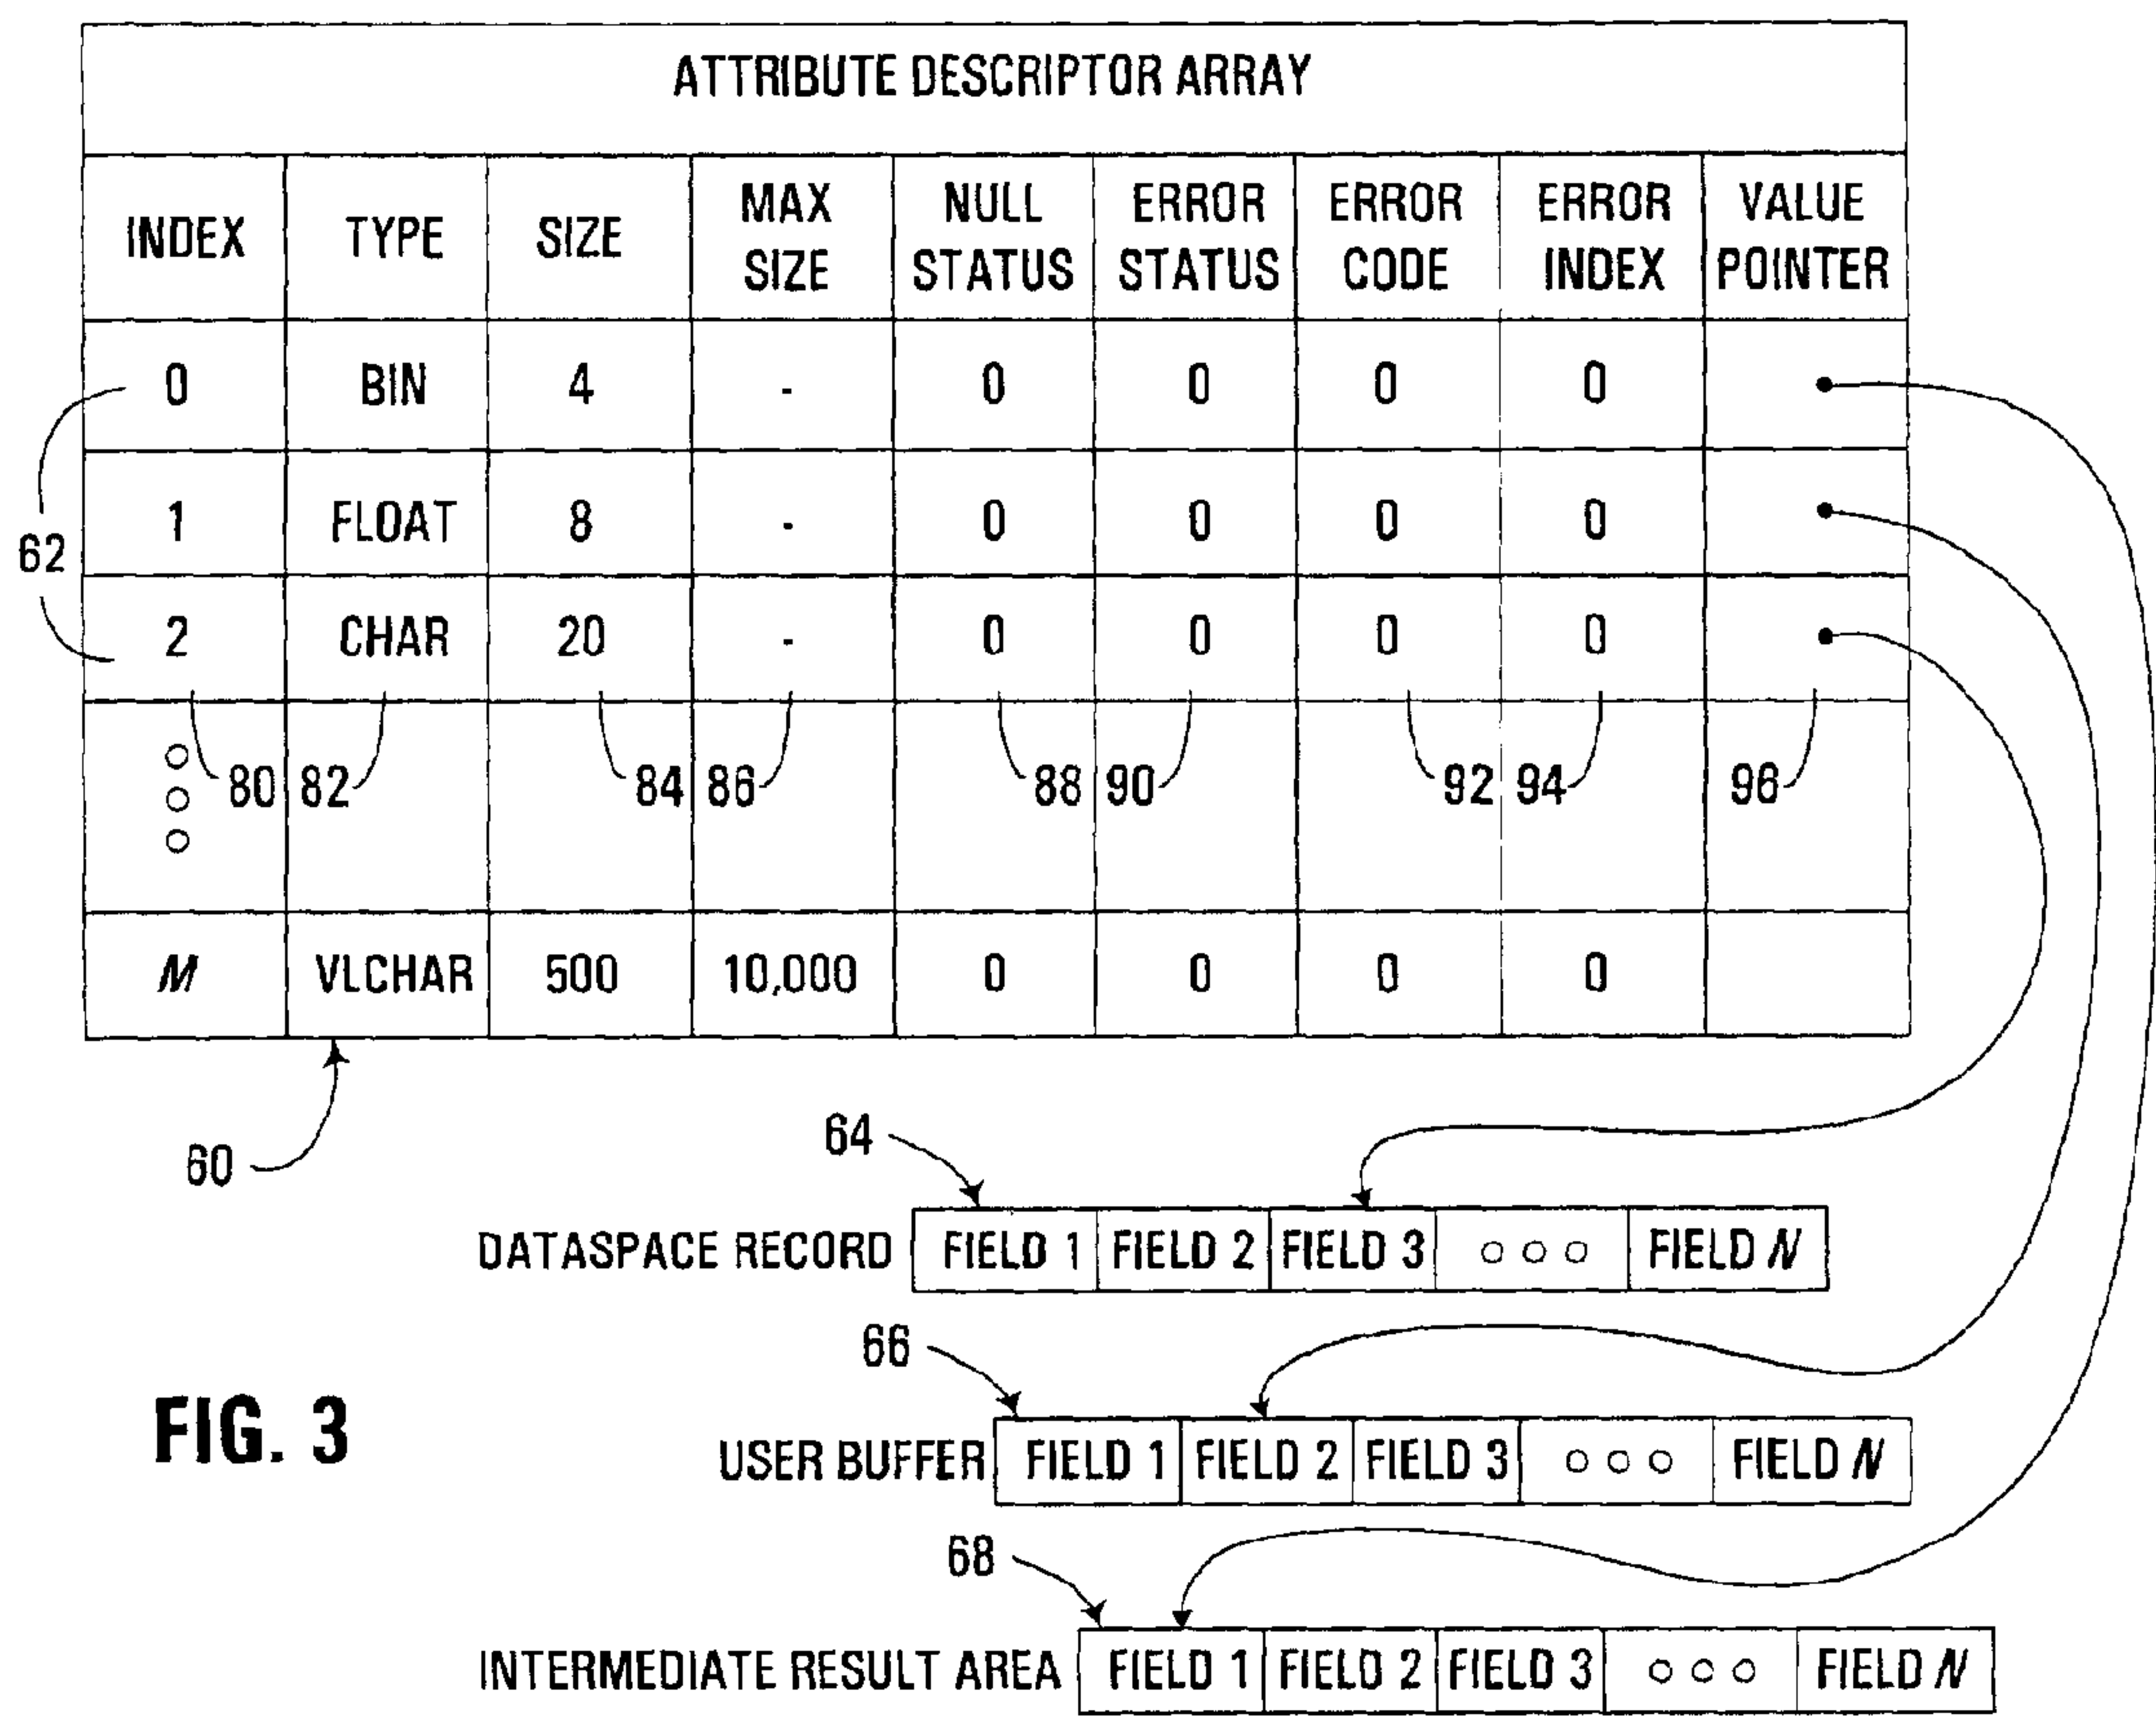 ATTRIBUTE DESCRIPTOR ARRAY
INDEX TYPE SIZE MAX SIZE NULL STATUS ERROR STATUS ERROR CODE ERROR INDEX VALUE POINTER
0 BIN 4 - 0 0 0 0
1 FLOAT 8 - 0 0 0 0
62
2 CHAR 20 - 0 0 0 0
80 82 84 86 88 90 92 94 96
M VLCHAR 500 10,000 0 0 0 0
60
64
DATASPACE RECORD FIELD 1 FIELD 2 FIELD 3 FIELD N
66
USER BUFFER FIELD 1 FIELD 2 FIELD 3 FIELD N
FIG. 3
68
INTERMEDIATE RESULT AREA FIELD 1 FIELD 2 FIELD 3 FIELD N